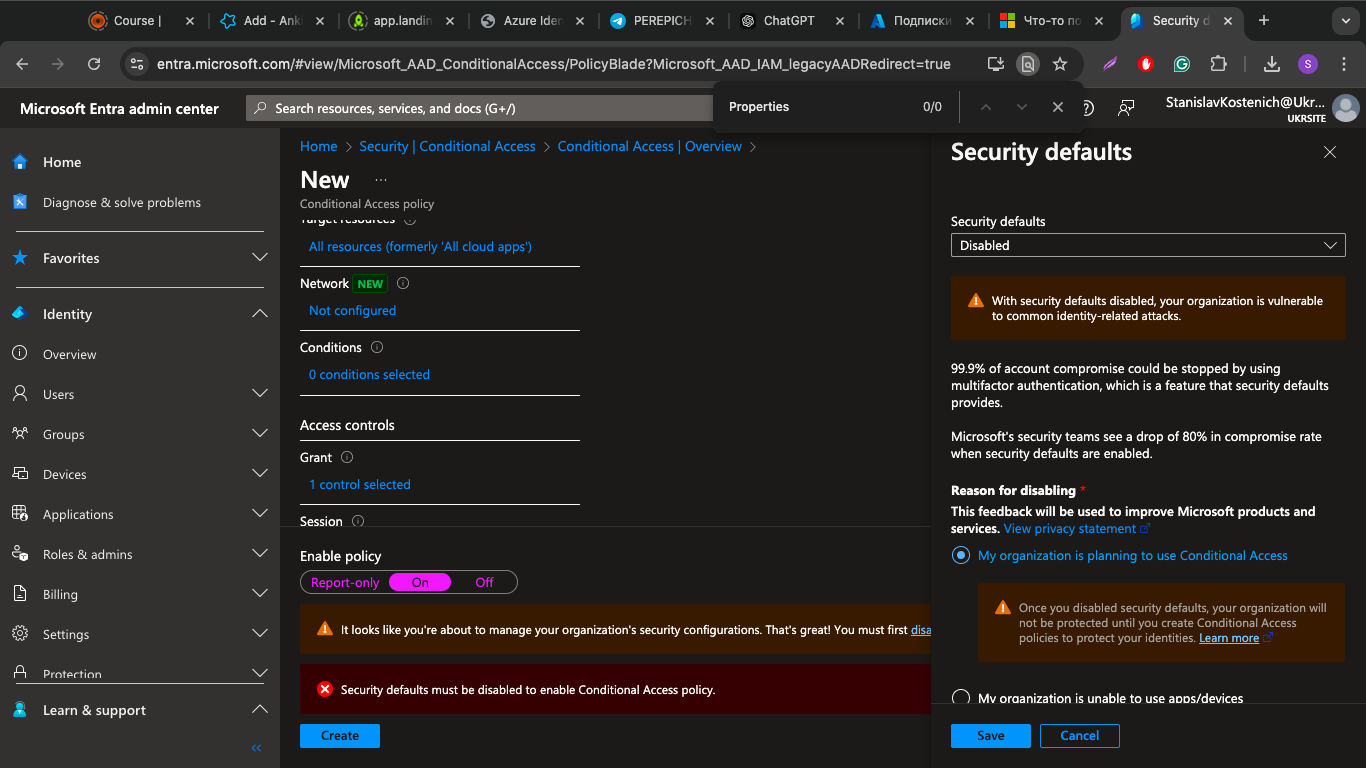 Course |
Add - Anki
app.landin
Azure Iden
PEREPICH
ChatGPT
Подписки
Что-то по
Security d
entra.microsoft.com/#view/Microsoft_AAD_ConditionalAccess/PolicyBlade?Microsoft_AAD_IAM_legacyAADRedirect=true
S
Microsoft Entra admin center
Search resources, services, and docs (G+/)
Properties
0/0
StanislavKostenich@Ukr...
UKRSITE
Home
Diagnose & solve problems
Favorites
Identity
Overview
Users
Groups
Devices
Applications
Roles & admins
Billing
Settings
Protection
Learn & support
Home > Security | Conditional Access > Conditional Access | Overview >
New ...
Conditional Access policy
Target resources
All resources (formerly 'All cloud apps')
Network NEW
Not configured
Conditions
0 conditions selected
Access controls
Grant
1 control selected
Session
Enable policy
Report-only On Off
It looks like you're about to manage your organization's security configurations. That's great! You must first disa
Security defaults must be disabled to enable Conditional Access policy.
Create
Security defaults
Security defaults
Disabled
With security defaults disabled, your organization is vulnerable
to common identity-related attacks.
99.9% of account compromise could be stopped by using
multifactor authentication, which is a feature that security defaults
provides.
Microsoft's security teams see a drop of 80% in compromise rate
when security defaults are enabled.
Reason for disabling *
This feedback will be used to improve Microsoft products and
services. View privacy statement
My organization is planning to use Conditional Access
Once you disabled security defaults, your organization will
not be protected until you create Conditional Access
policies to protect your identities. Learn more
My organization is unable to use apps/devices
Save Cancel